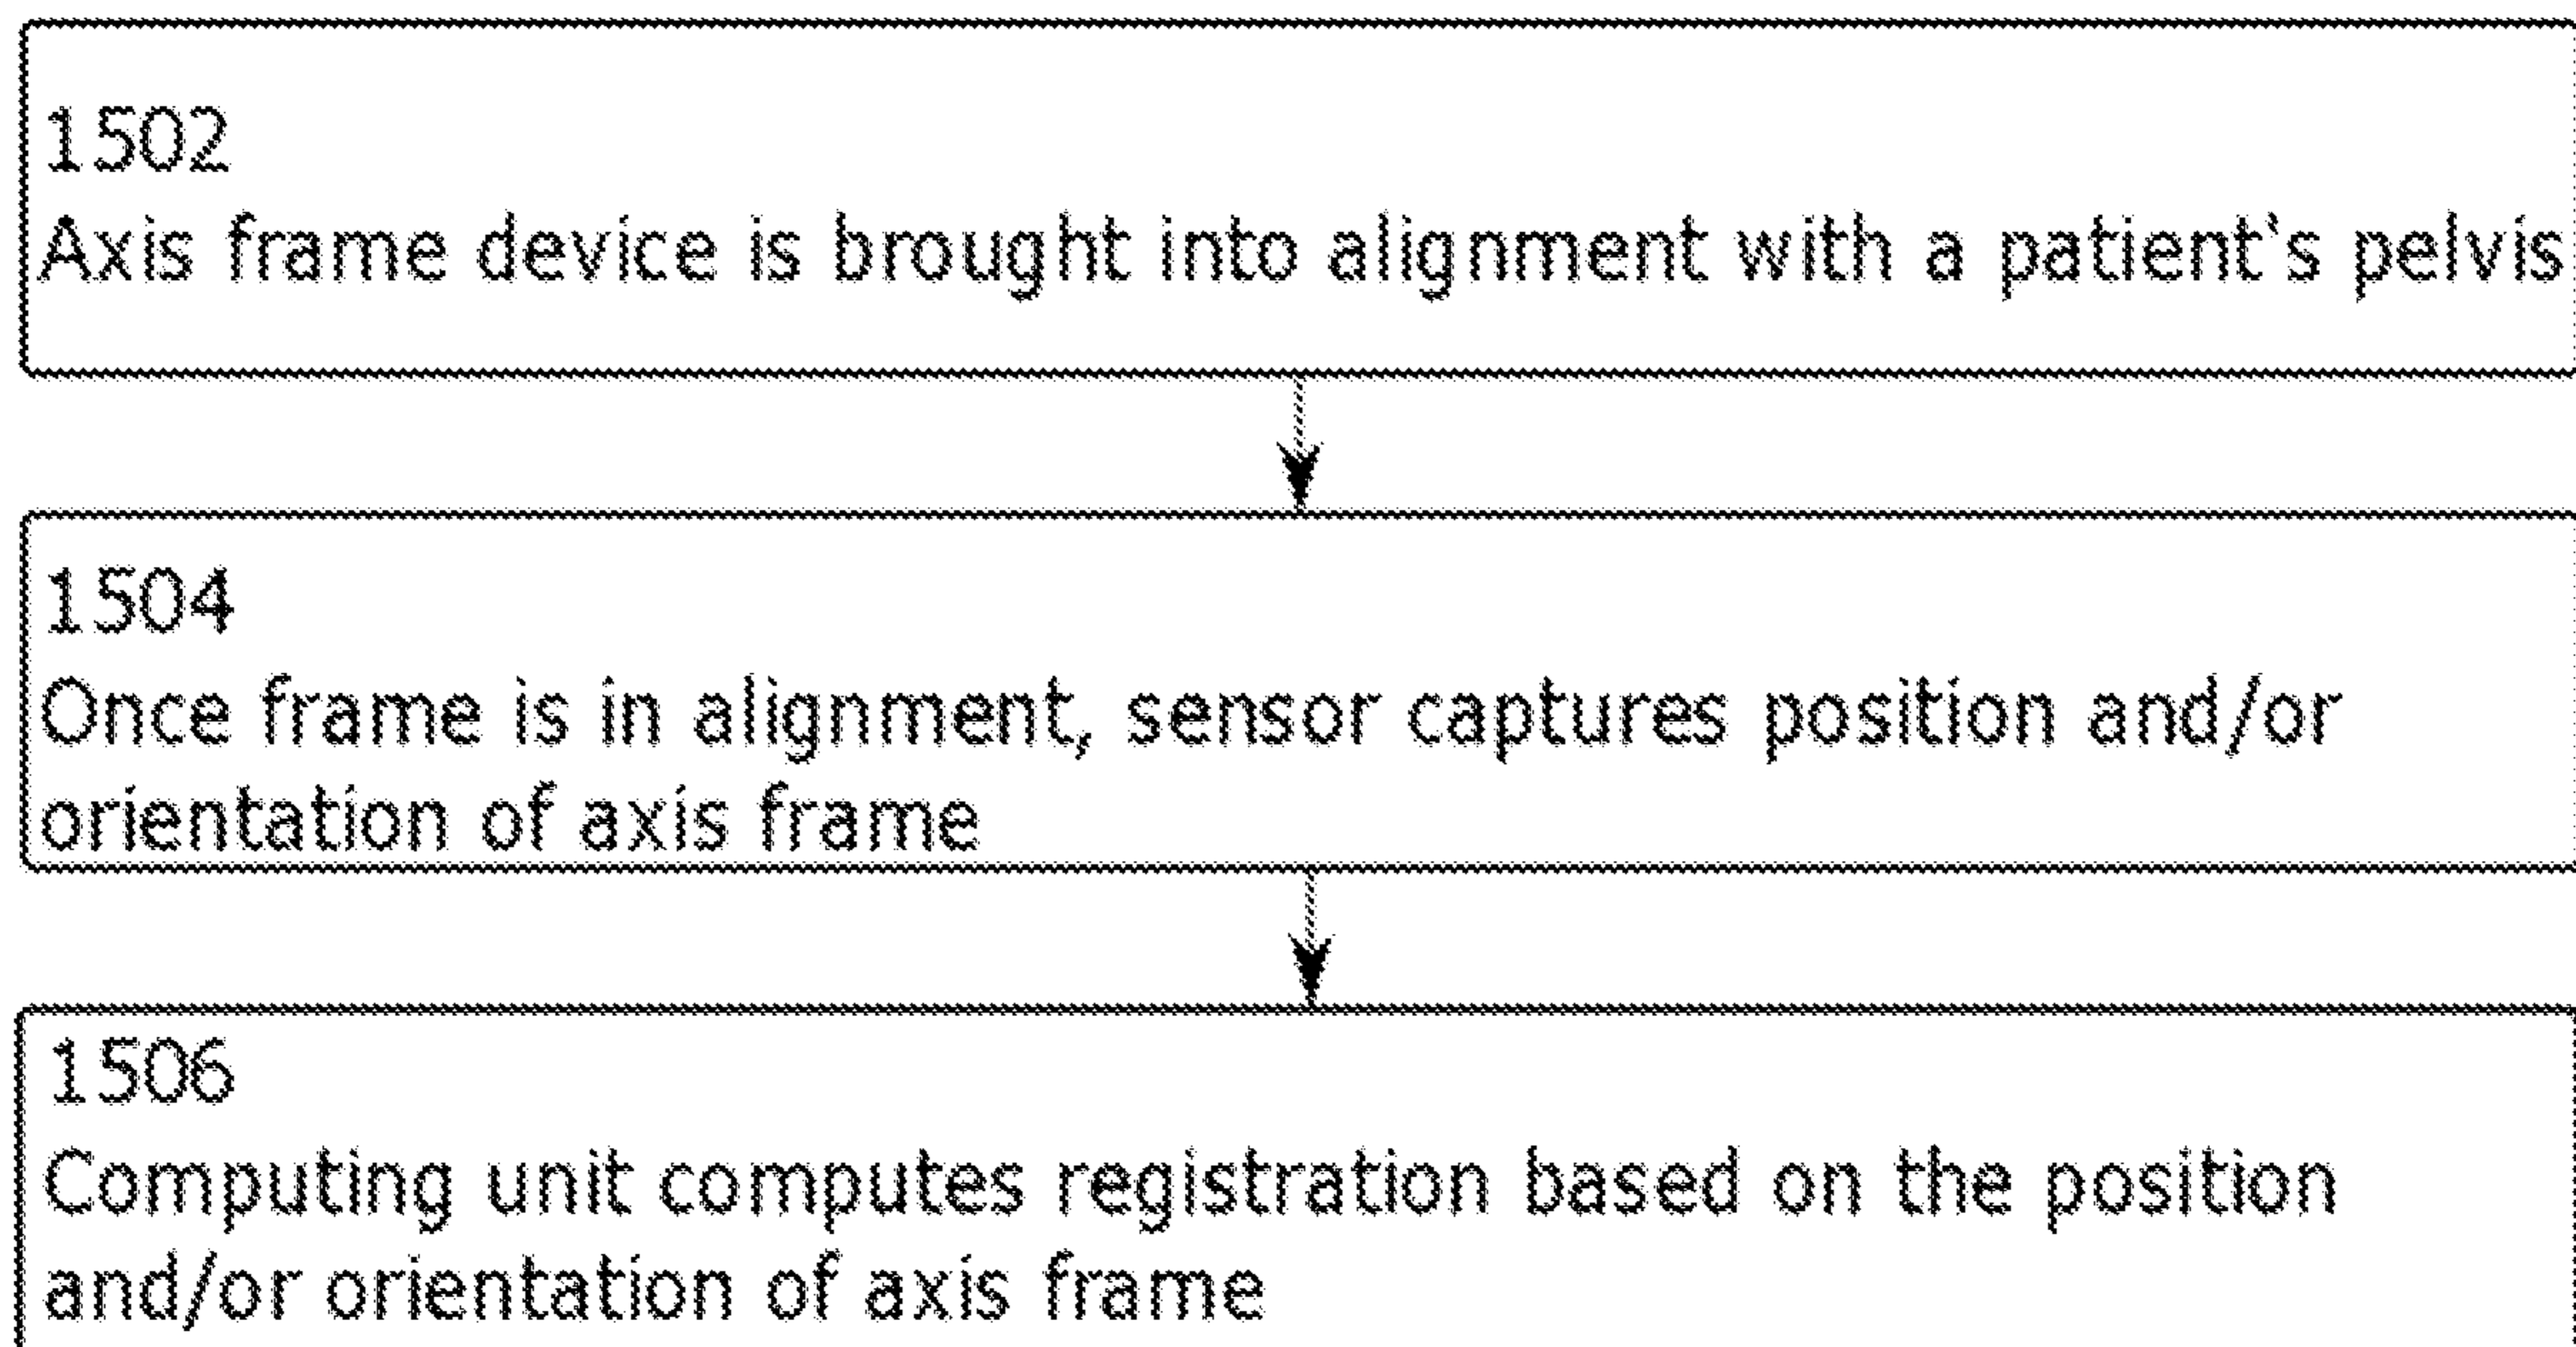 1502
Axis frame device is brought into alignment with a patient's pelvis
1504
Once frame is in alignment, sensor captures position and/or
orientation of axis frame
1506
Computing unit computes registration based on the position
and/or orientation of axis frame